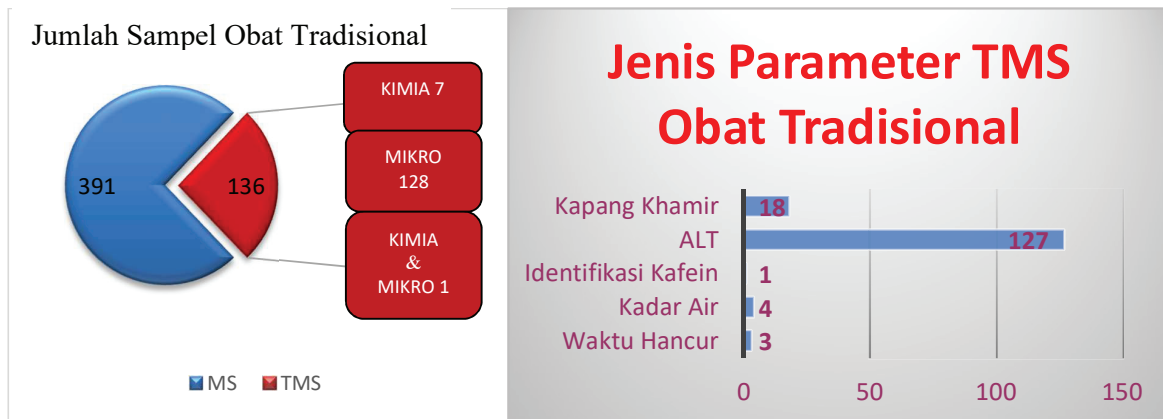 Jumlah Sampel Obat Tradisional
391
136
KIMIA 7
MIKRO
128
KIMIA
&
MIKRO 1
MS
TMS
Jenis Parameter TMS
Obat Tradisional
Kapang Khamir
18
ALT
127
Identifikasi Kafein
1
Kadar Air
4
Waktu Hancur
3
0
50
100
150